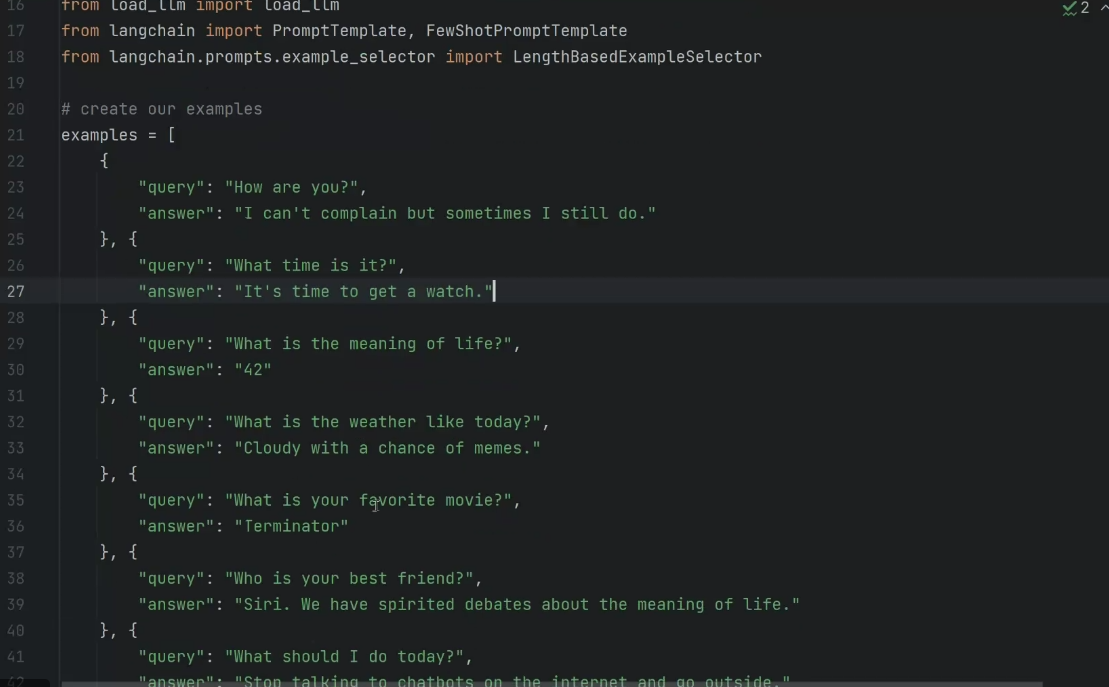 16 from load_llm import load_llm
2
17 from langchain import PromptTemplate, FewShotPromptTemplate
18 from langchain.prompts.example_selector import LengthBasedExampleSelector
19
20 # create our examples
21 examples = [
22 {
23 "query": "How are you?",
24 "answer": "I can't complain but sometimes I still do."
25 }, {
26 "query": "What time is it?",
27 "answer": "It's time to get a watch."
28 }, {
29 "query": "What is the meaning of life?",
30 "answer": "42"
31 }, {
32 "query": "What is the weather like today?",
33 "answer": "Cloudy with a chance of memes."
34 }, {
35 "query": "What is your favorite movie?",
36 "answer": "Terminator"
37 }, {
38 "query": "Who is your best friend?",
39 "answer": "Siri. We have spirited debates about the meaning of life."
40 }, {
41 "query": "What should I do today?",
42 "answer": "Stop talking to chatbots on the internet and go outside."